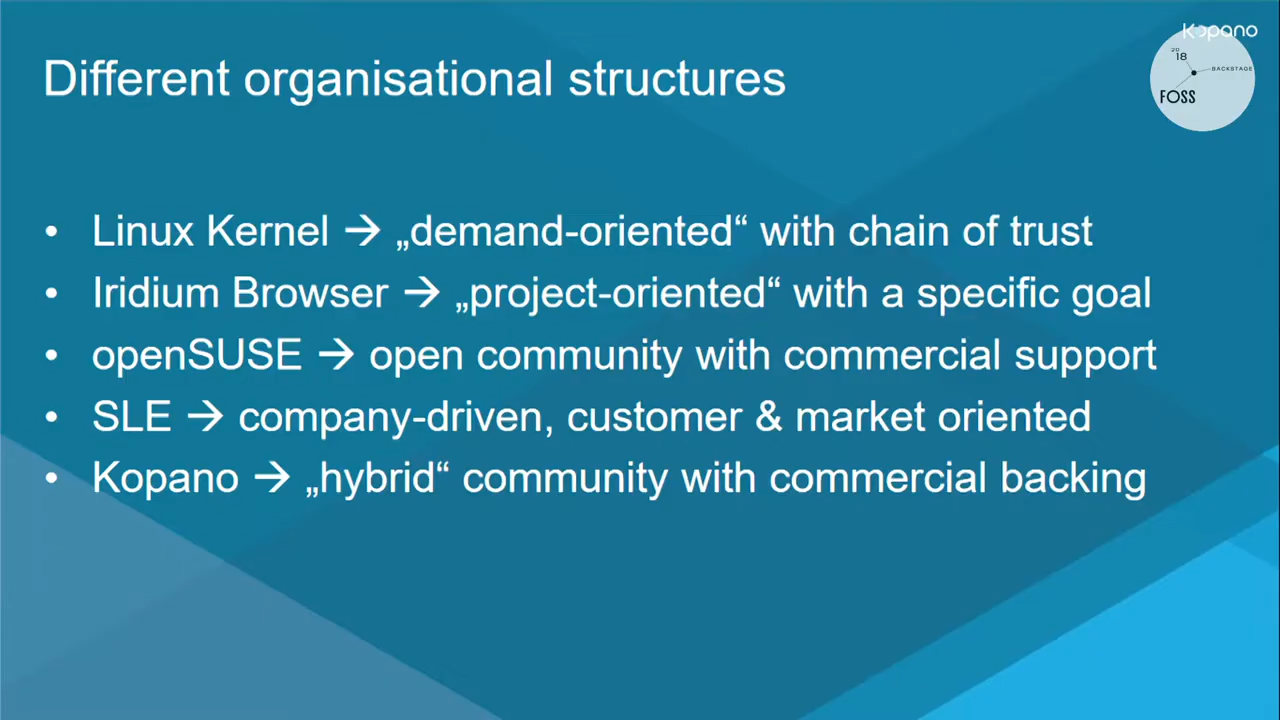 Kopano
20
18
BACKSTAGE
FOSS
Different organisational structures
• Linux Kernel → „demand-oriented“ with chain of trust
• Iridium Browser → „project-oriented“ with a specific goal
• openSUSE → open community with commercial support
• SLE → company-driven, customer & market oriented
• Kopano → „hybrid“ community with commercial backing